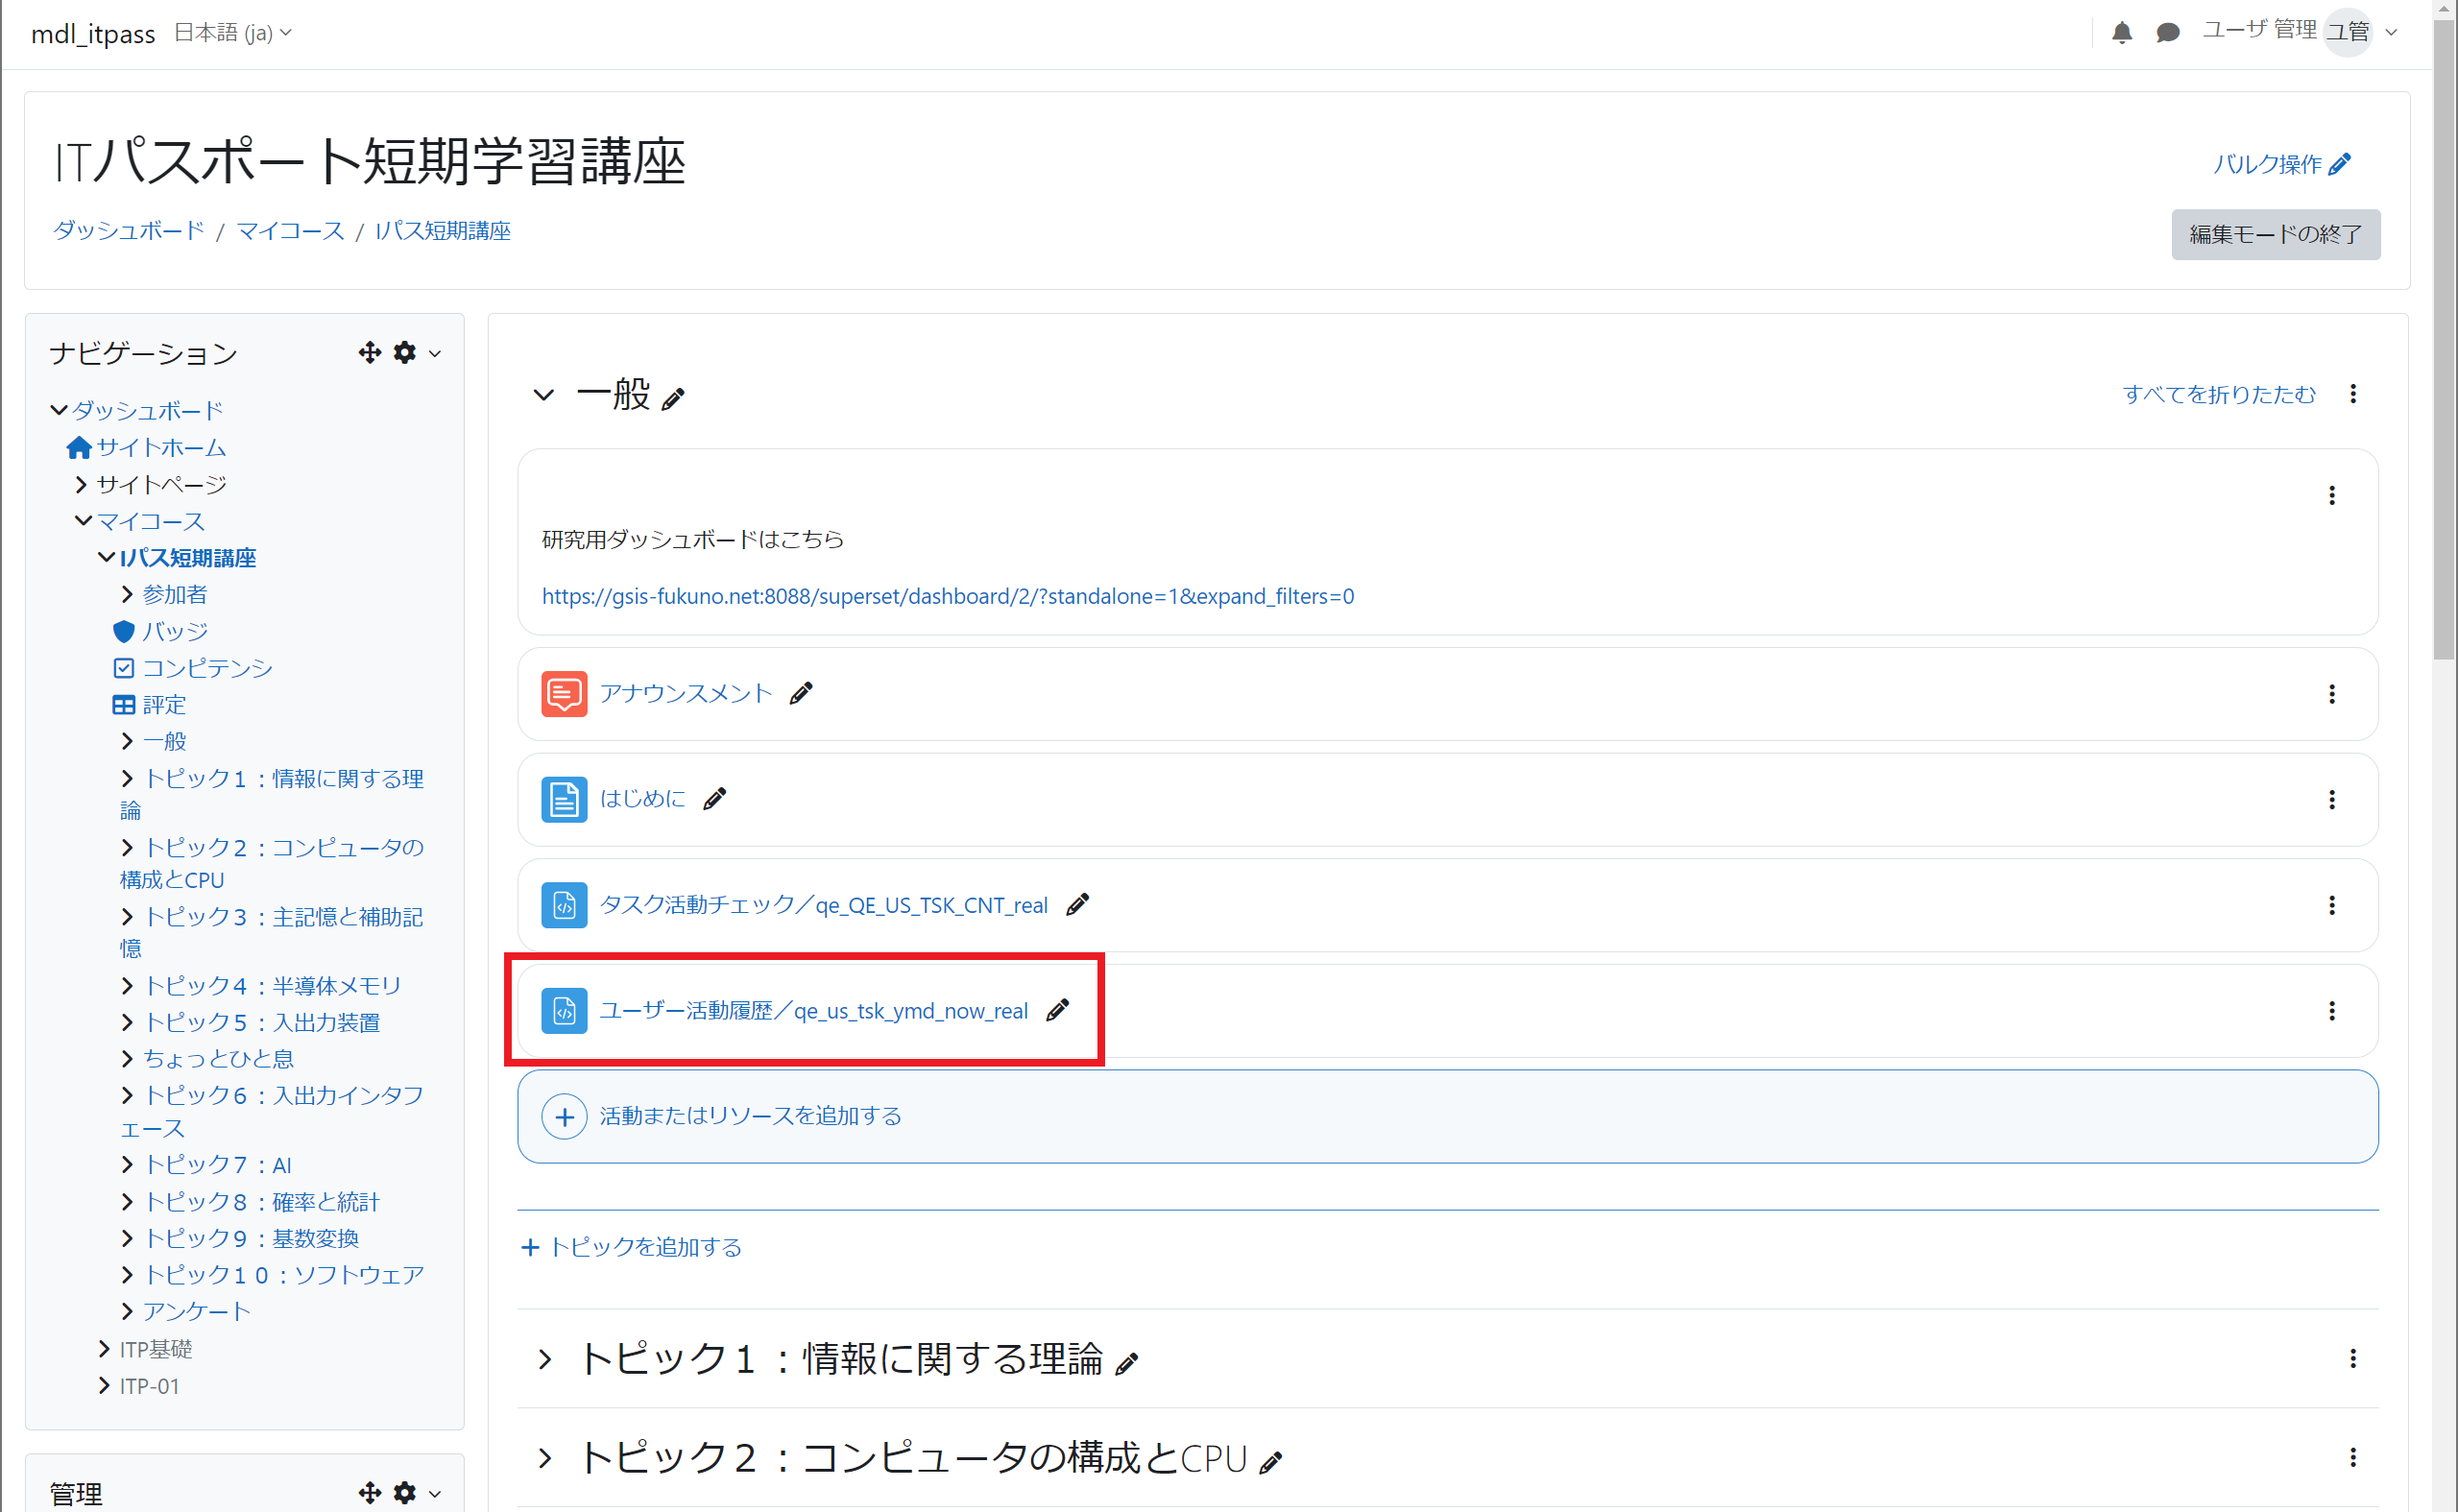 mdl_itpass 日本語 (ja)
ユーザ 管理 ユ管
ITパスポート短期学習講座
バルク操作
ダッシュボード / マイコース / Iパス短期講座
編集モードの終了
ナビゲーション
ダッシュボード
サイトホーム
サイトページ
マイコース
Iパス短期講座
参加者
バッジ
コンピテンシ
評定
一般
トピック１：情報に関する理
論
トピック２：コンピュータの
構成とCPU
トピック３：主記憶と補助記
憶
トピック４：半導体メモリ
トピック５：入出力装置
ちょっとひと息
トピック６：入出力インタフ
ェース
トピック７：AI
トピック８：確率と統計
トピック９：基数変換
トピック１０：ソフトウェア
アンケート
ITP基礎
ITP-01
管理
一般
すべてを折りたたむ
研究用ダッシュボードはこちら
https://gsis-fukuno.net:8088/superset/dashboard/2/?standalone=1&expand_filters=0
アナウンスメント
はじめに
タスク活動チェック／qe_QE_US_TSK_CNT_real
ユーザー活動履歴／qe_us_tsk_ymd_now_real
活動またはリソースを追加する
トピックを追加する
トピック１：情報に関する理論
トピック２：コンピュータの構成とCPU